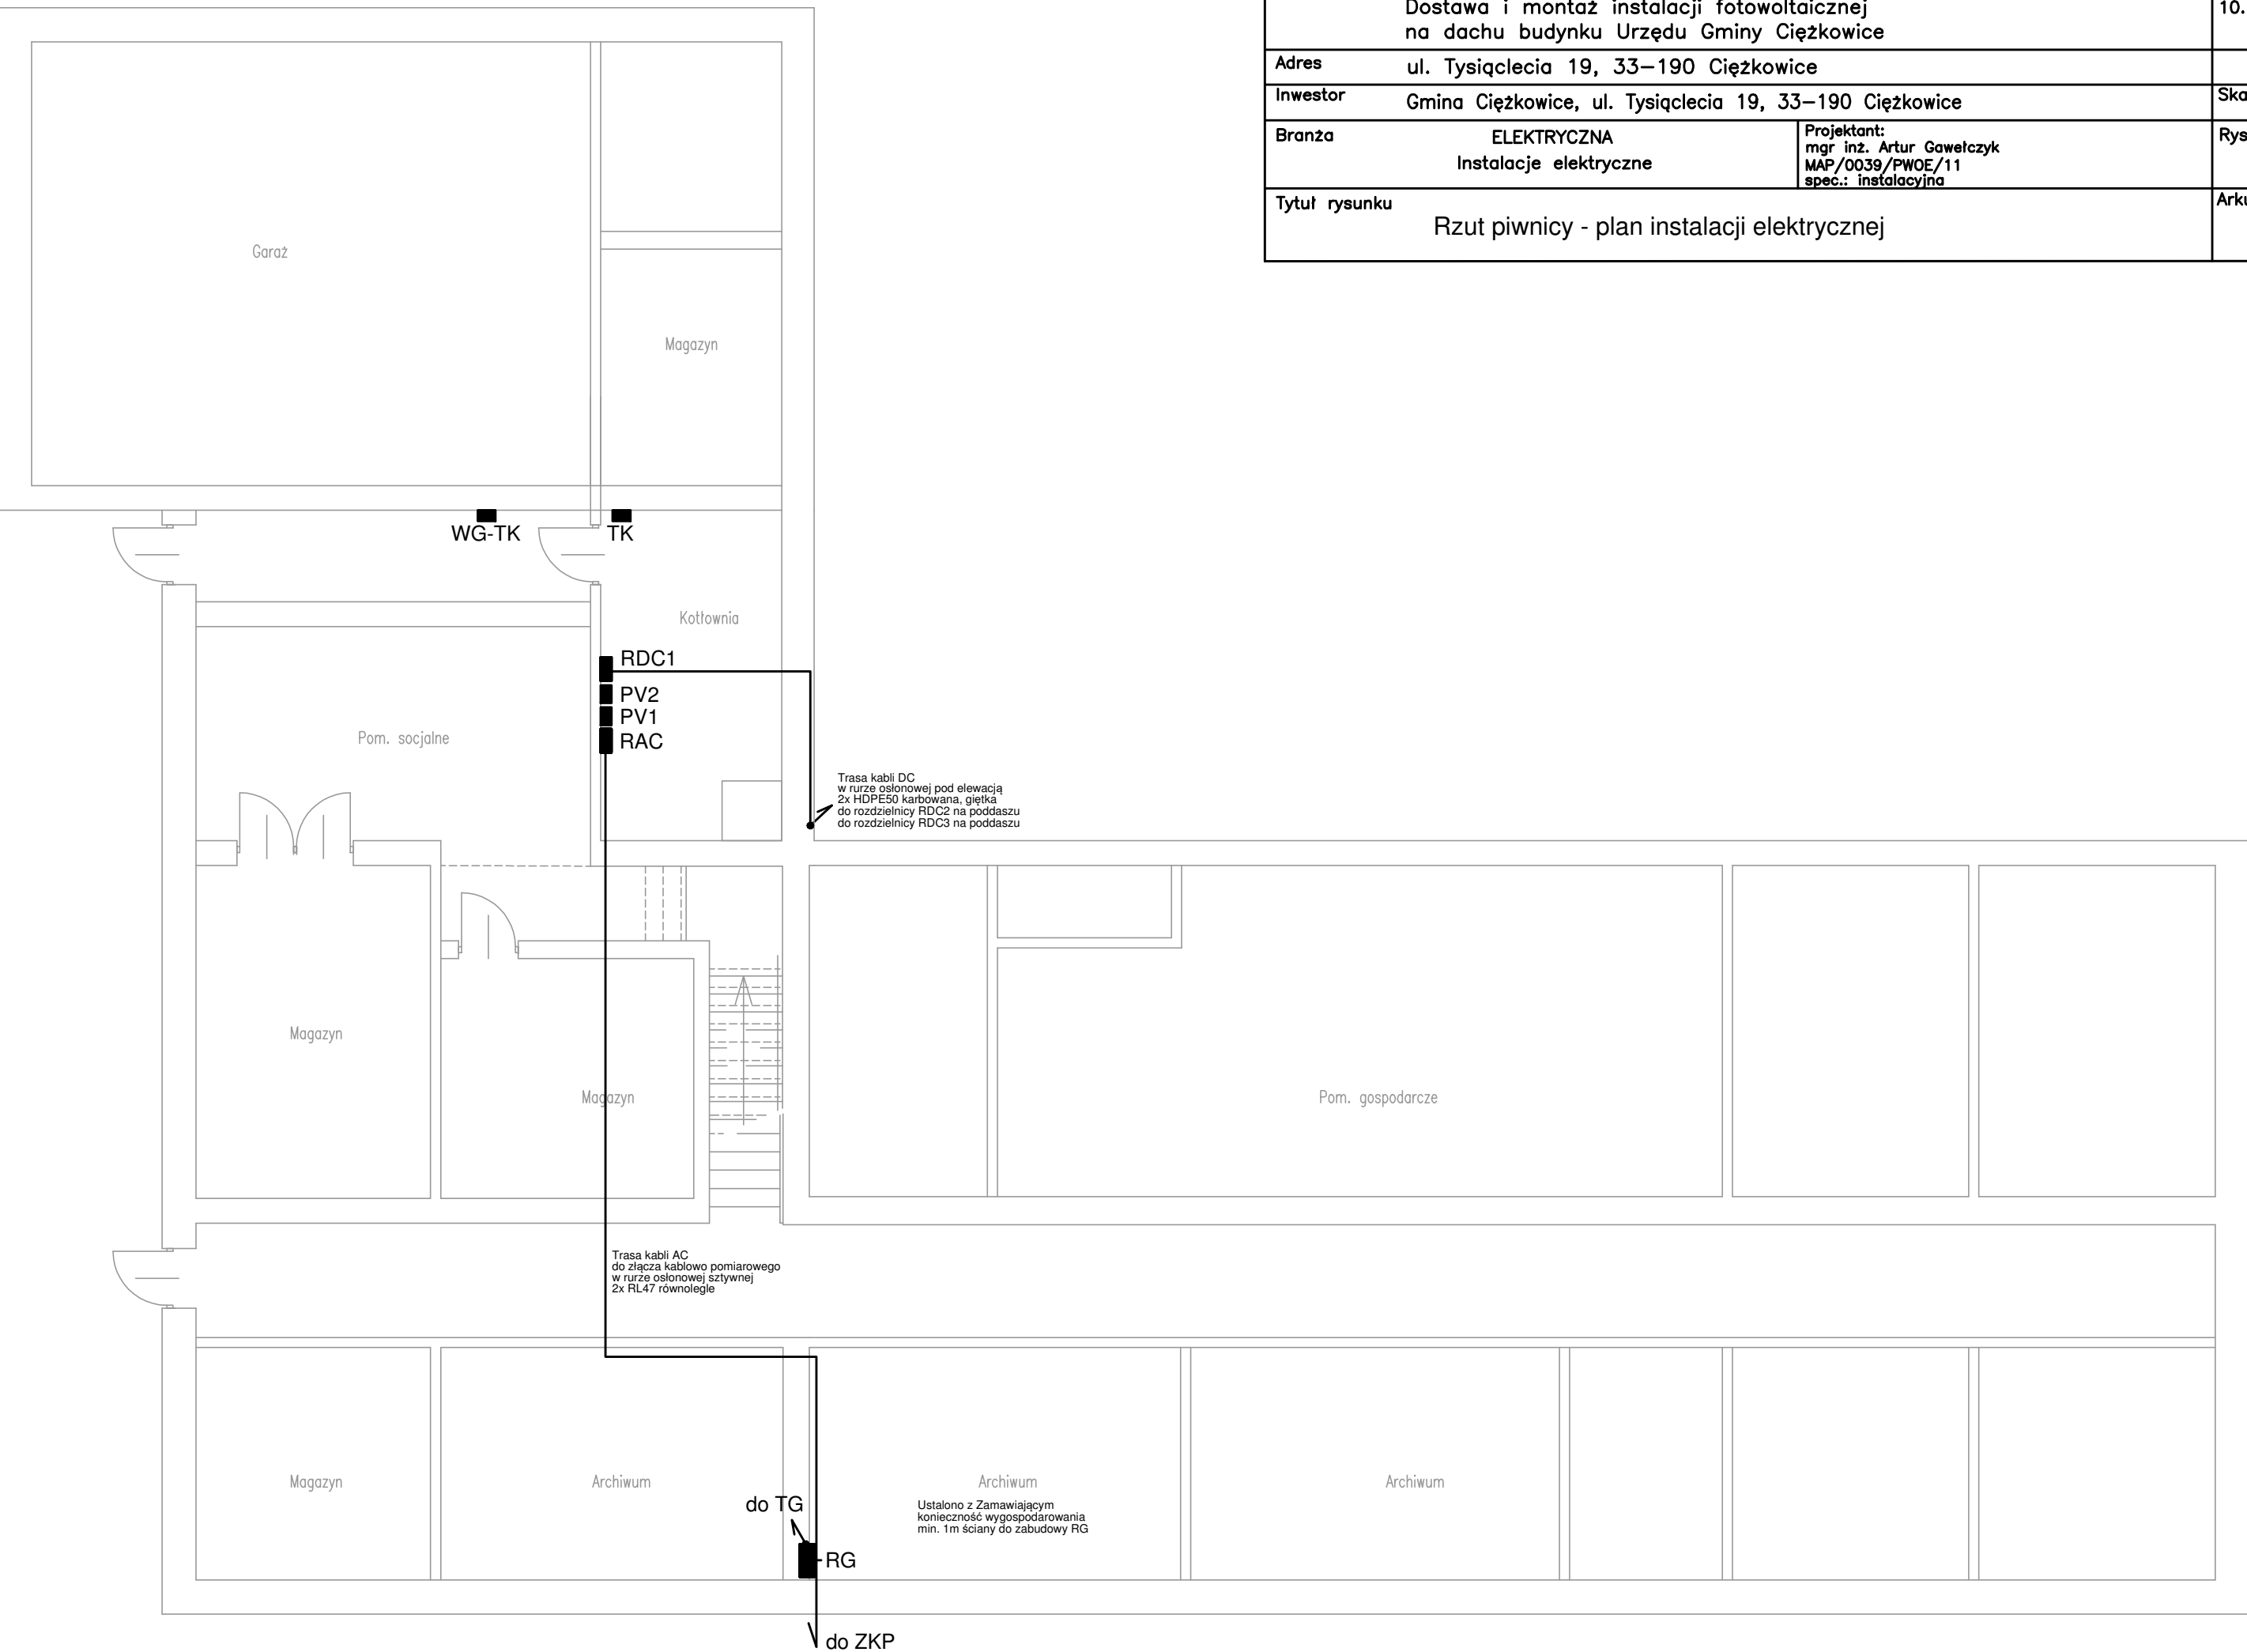 Dostawa i montaż instalacji fotowoltaicznej
na dachu budynku Urzędu Gminy Ciężkowice
10.
Adres
ul. Tysiąclecia 19, 33-190 Ciężkowice
Inwestor
Gmina Ciężkowice, ul. Tysiąclecia 19, 33-190 Ciężkowice
Ska
Branża
ELEKTRYCZNA
Instalacje elektryczne
Projektant:
mgr inż. Artur Gawełczyk
MAP/0039/PWOE/11
spec.: instalacyjna
Rys
Tytuł rysunku
Rzut piwnicy - plan instalacji elektrycznej
Arku
Garaż
Magazyn
WG-TK
TK
Kotłownia
RDC1
PV2
PV1
RAC
Pom. socjalne
Trasa kabli DC
w rurze osłonowej pod elewacją
2x HDPE50 karbowana, giętka
do rozdzielnicy RDC2 na poddaszu
do rozdzielnicy RDC3 na poddaszu
Magazyn
Magazyn
Pom. gospodarcze
Trasa kabli AC
do złącza kablowo pomiarowego
w rurze osłonowej sztywnej
2x RL47 równolegle
Magazyn
Archiwum
Archiwum
Archiwum
do TG
Ustalono z Zamawiającym
konieczność wygospodarowania
min. 1m ściany do zabudowy RG
RG
do ZKP